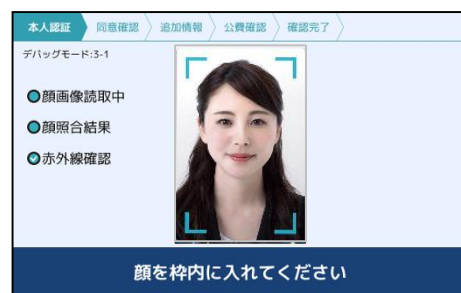 本人認証 同意確認 追加情報 公費確認 確認完了
デバッグモード:3-1
顔画像読取中
顔照合結果
赤外線確認
顔を枠内に入れてください